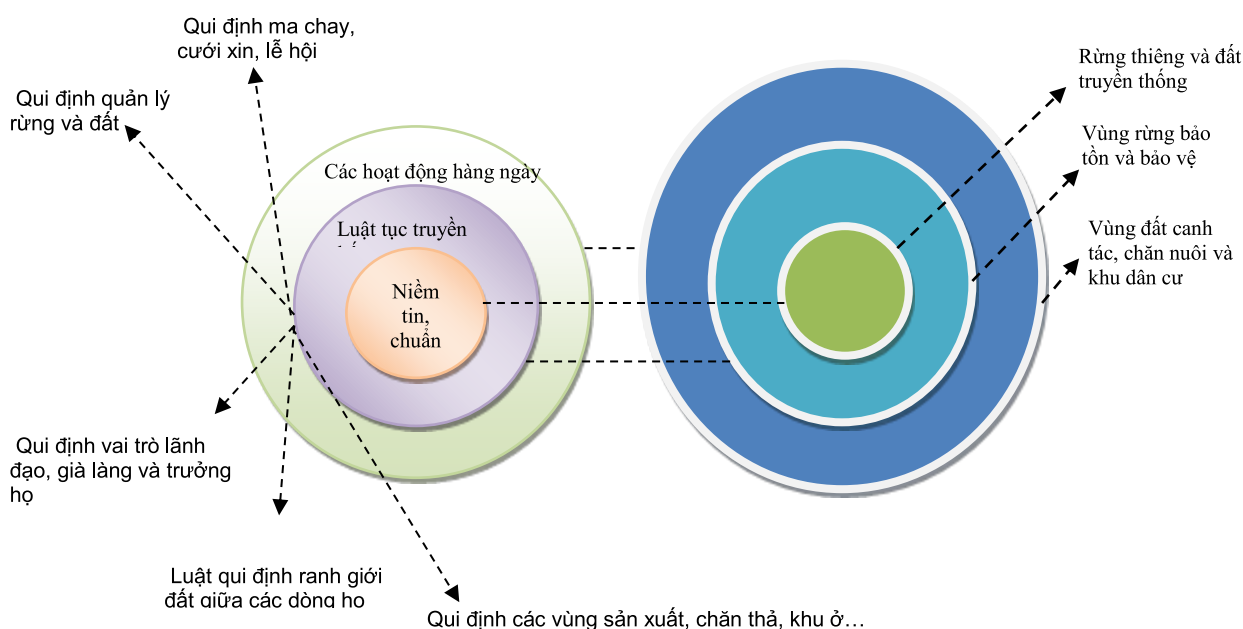 Qui định ma chay,
cưới xin, lễ hội
Qui định quản lý
rừng và đất
Các hoạt động hàng ngày
Luật tục truyền
Niềm
tin,
chuẩn
Qui định vai trò lãnh
đạo, già làng và trưởng
họ
Luật qui định ranh giới
đất giữa các dòng họ
Qui định các vùng sản xuất, chăn thả, khu ở…
Rừng thiêng và đất
truyền thống
Vùng rừng bảo
tồn và bảo vệ
Vùng đất canh
tác, chăn nuôi và
khu dân cư